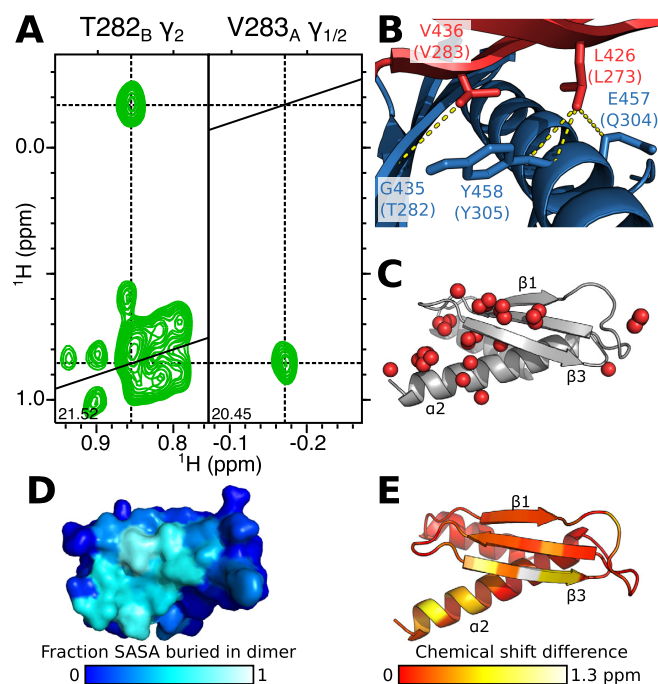 A
T282B γ2
V283A γ1/2
0.0
1.0
¹H (ppm)
21.52
20.45
0.9
0.8
-0.1
-0.2
¹H (ppm)
B
V436
(V283)
L426
(L273)
E457
(Q304)
G435
(T282)
Y458
(Y305)
C
β1
β3
α2
D
Fraction SASA buried in dimer
0
1
E
β1
β3
α2
Chemical shift difference
0
1.3 ppm